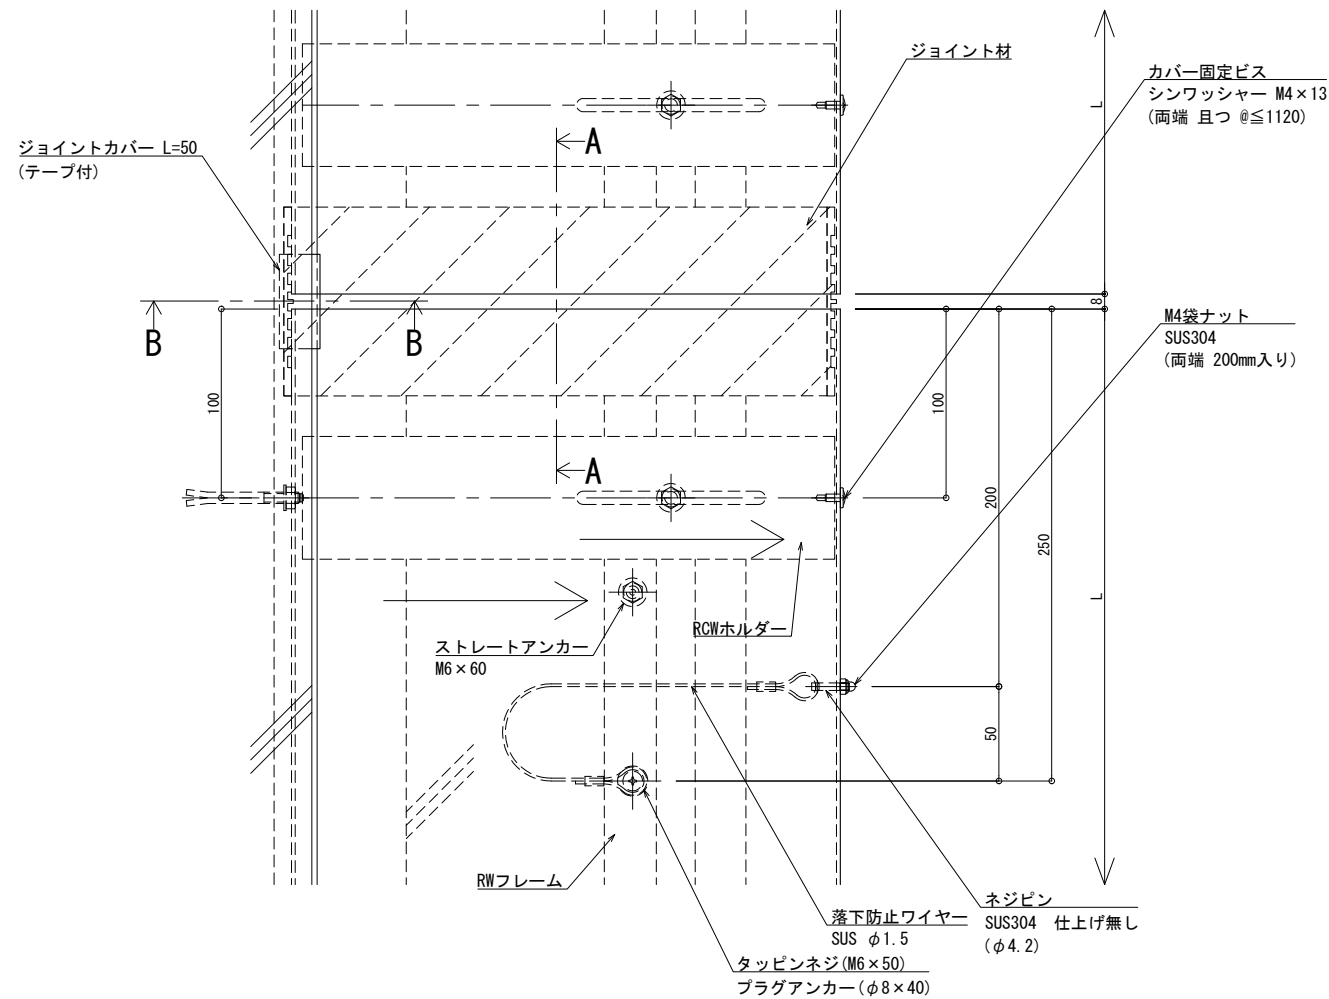 ジョイント材
カバー固定ビス
シンワッシャー M4×13
(両端 且つ @≦1120)
L
A
ジョイントカバー L=50
(テープ付)
8
M4袋ナット
SUS304
(両端 200mm入り)
B
B
100
100
A
200
250
RCWホルダー
L
ストレートアンカー
M6×60
50
RWフレーム
ネジピン
SUS304 仕上げ無し
(φ4.2)
落下防止ワイヤー
SUS φ1.5
タッピンネジ(M6×50)
プラグアンカー(φ8×40)